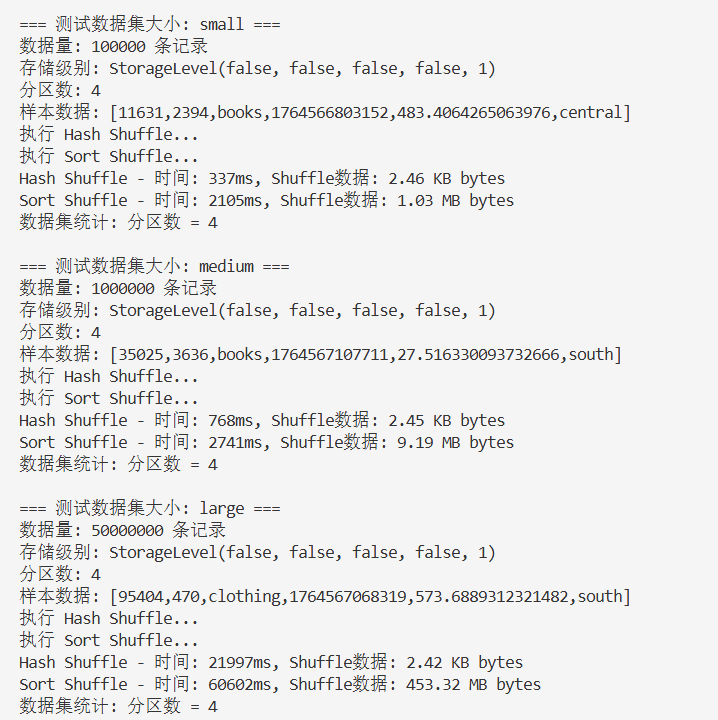 === 测试数据集大小: small ===
数据量: 100000 条记录
存储级别: StorageLevel(false, false, false, false, 1)
分区数: 4
样本数据: [11631,2394,books,1764566803152,483.4064265063976,central]
执行 Hash Shuffle...
执行 Sort Shuffle...
Hash Shuffle - 时间: 337ms, Shuffle数据: 2.46 KB bytes
Sort Shuffle - 时间: 2105ms, Shuffle数据: 1.03 MB bytes
数据集统计: 分区数 = 4
=== 测试数据集大小: medium ===
数据量: 1000000 条记录
存储级别: StorageLevel(false, false, false, false, 1)
分区数: 4
样本数据: [35025,3636,books,1764567107711,27.516330093732666,south]
执行 Hash Shuffle...
执行 Sort Shuffle...
Hash Shuffle - 时间: 768ms, Shuffle数据: 2.45 KB bytes
Sort Shuffle - 时间: 2741ms, Shuffle数据: 9.19 MB bytes
数据集统计: 分区数 = 4
=== 测试数据集大小: large ===
数据量: 50000000 条记录
存储级别: StorageLevel(false, false, false, false, 1)
分区数: 4
样本数据: [95404,470,clothing,1764567068319,573.6889312321482,south]
执行 Hash Shuffle...
执行 Sort Shuffle...
Hash Shuffle - 时间: 21997ms, Shuffle数据: 2.42 KB bytes
Sort Shuffle - 时间: 60602ms, Shuffle数据: 453.32 MB bytes
数据集统计: 分区数 = 4